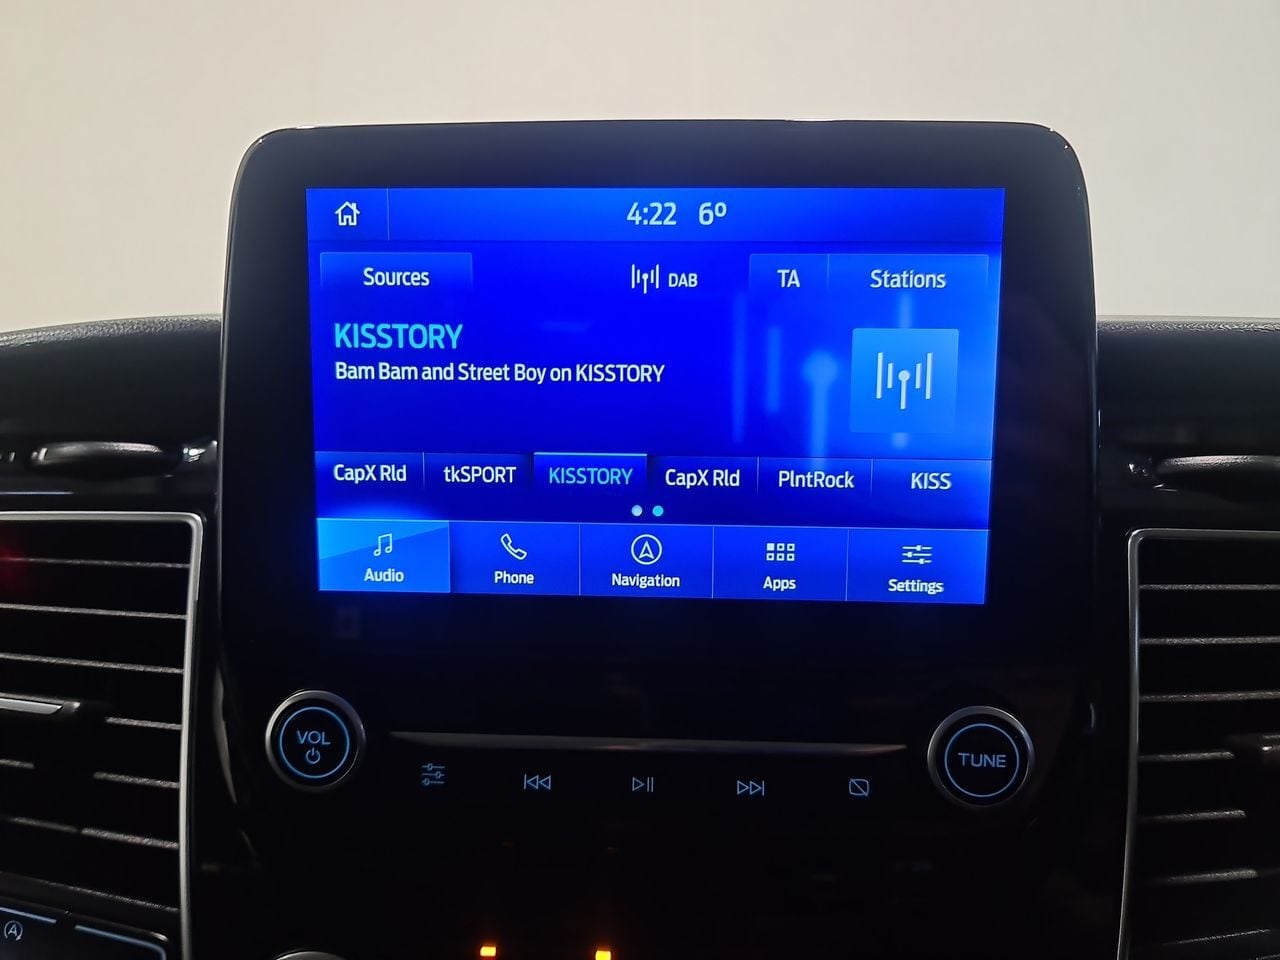 4:22 6º
Sources DAB TA Stations
KISSTORY
Bam Bam and Street Boy on KISSTORY
CapX Rld tkSPORT KISSTORY CapX Rld PlntRock KISS
Audio Phone Navigation Apps Settings
VOL TUNE
A